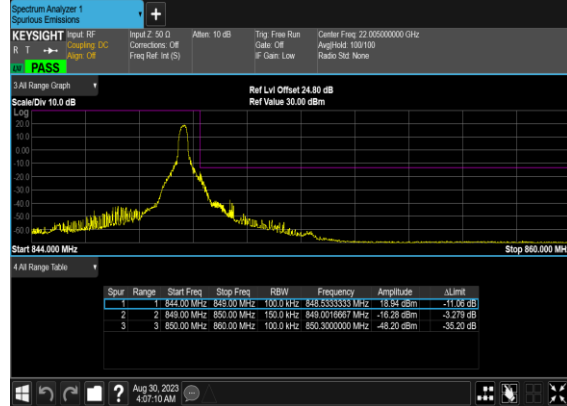 Spectrum Analyzer 1
Spurious Emissions
+
KEYSIGHT
R T
Input: RF
Coupling: DC
Align: Off
Input Z: 50 Ω
Corrections: Off
Freq Ref: Int (S)
Atten: 10 dB
Trig: Free Run
Gate: Off
IF Gain: Low
Center Freq: 22.005000000 GHz
Avg|Hold: 100/100
Radio Std: None
PASS
3 All Range Graph
Ref Lvl Offset 24.80 dB
Scale/Div 10.0 dB
Ref Value 30.00 dBm
Log
20.0
10.0
0.00
-10.0
-20.0
-30.0
-40.0
-50.0
-60.0
Start 844.000 MHz
Stop 860.000 MH
4 All Range Table
Spur Range Start Freq Stop Freq RBW Frequency Amplitude ΔLimit
1 1 844.00 MHz 849.00 MHz 100.0 kHz 848.5333333 MHz 18.94 dBm -11.06 dB
2 2 849.00 MHz 850.00 MHz 150.0 kHz 849.0016667 MHz -16.28 dBm -3.279 dB
3 3 850.00 MHz 860.00 MHz 100.0 kHz 850.3000000 MHz -48.20 dBm -35.20 dB
?
Aug 30, 2023
4:07:10 AM